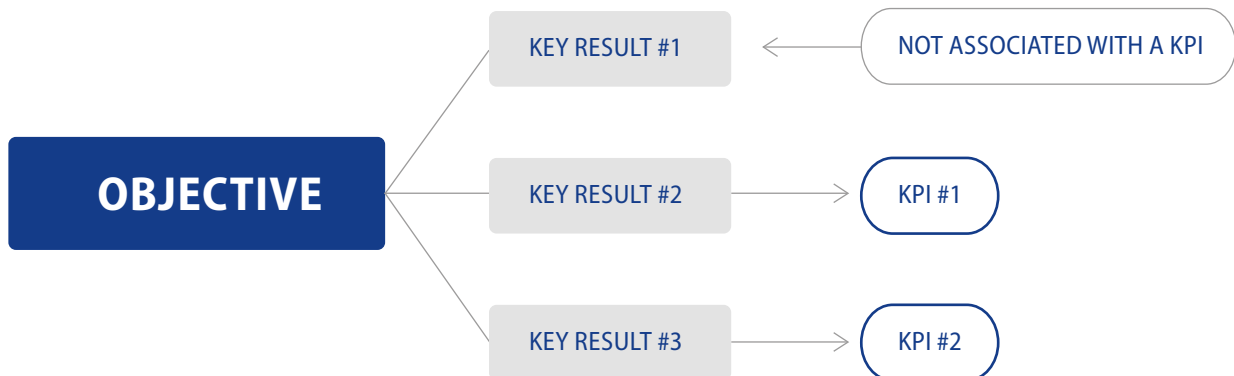 KEY RESULT #1
NOT ASSOCIATED WITH A KPI
OBJECTIVE
KEY RESULT #2
KPI #1
KEY RESULT #3
KPI #2